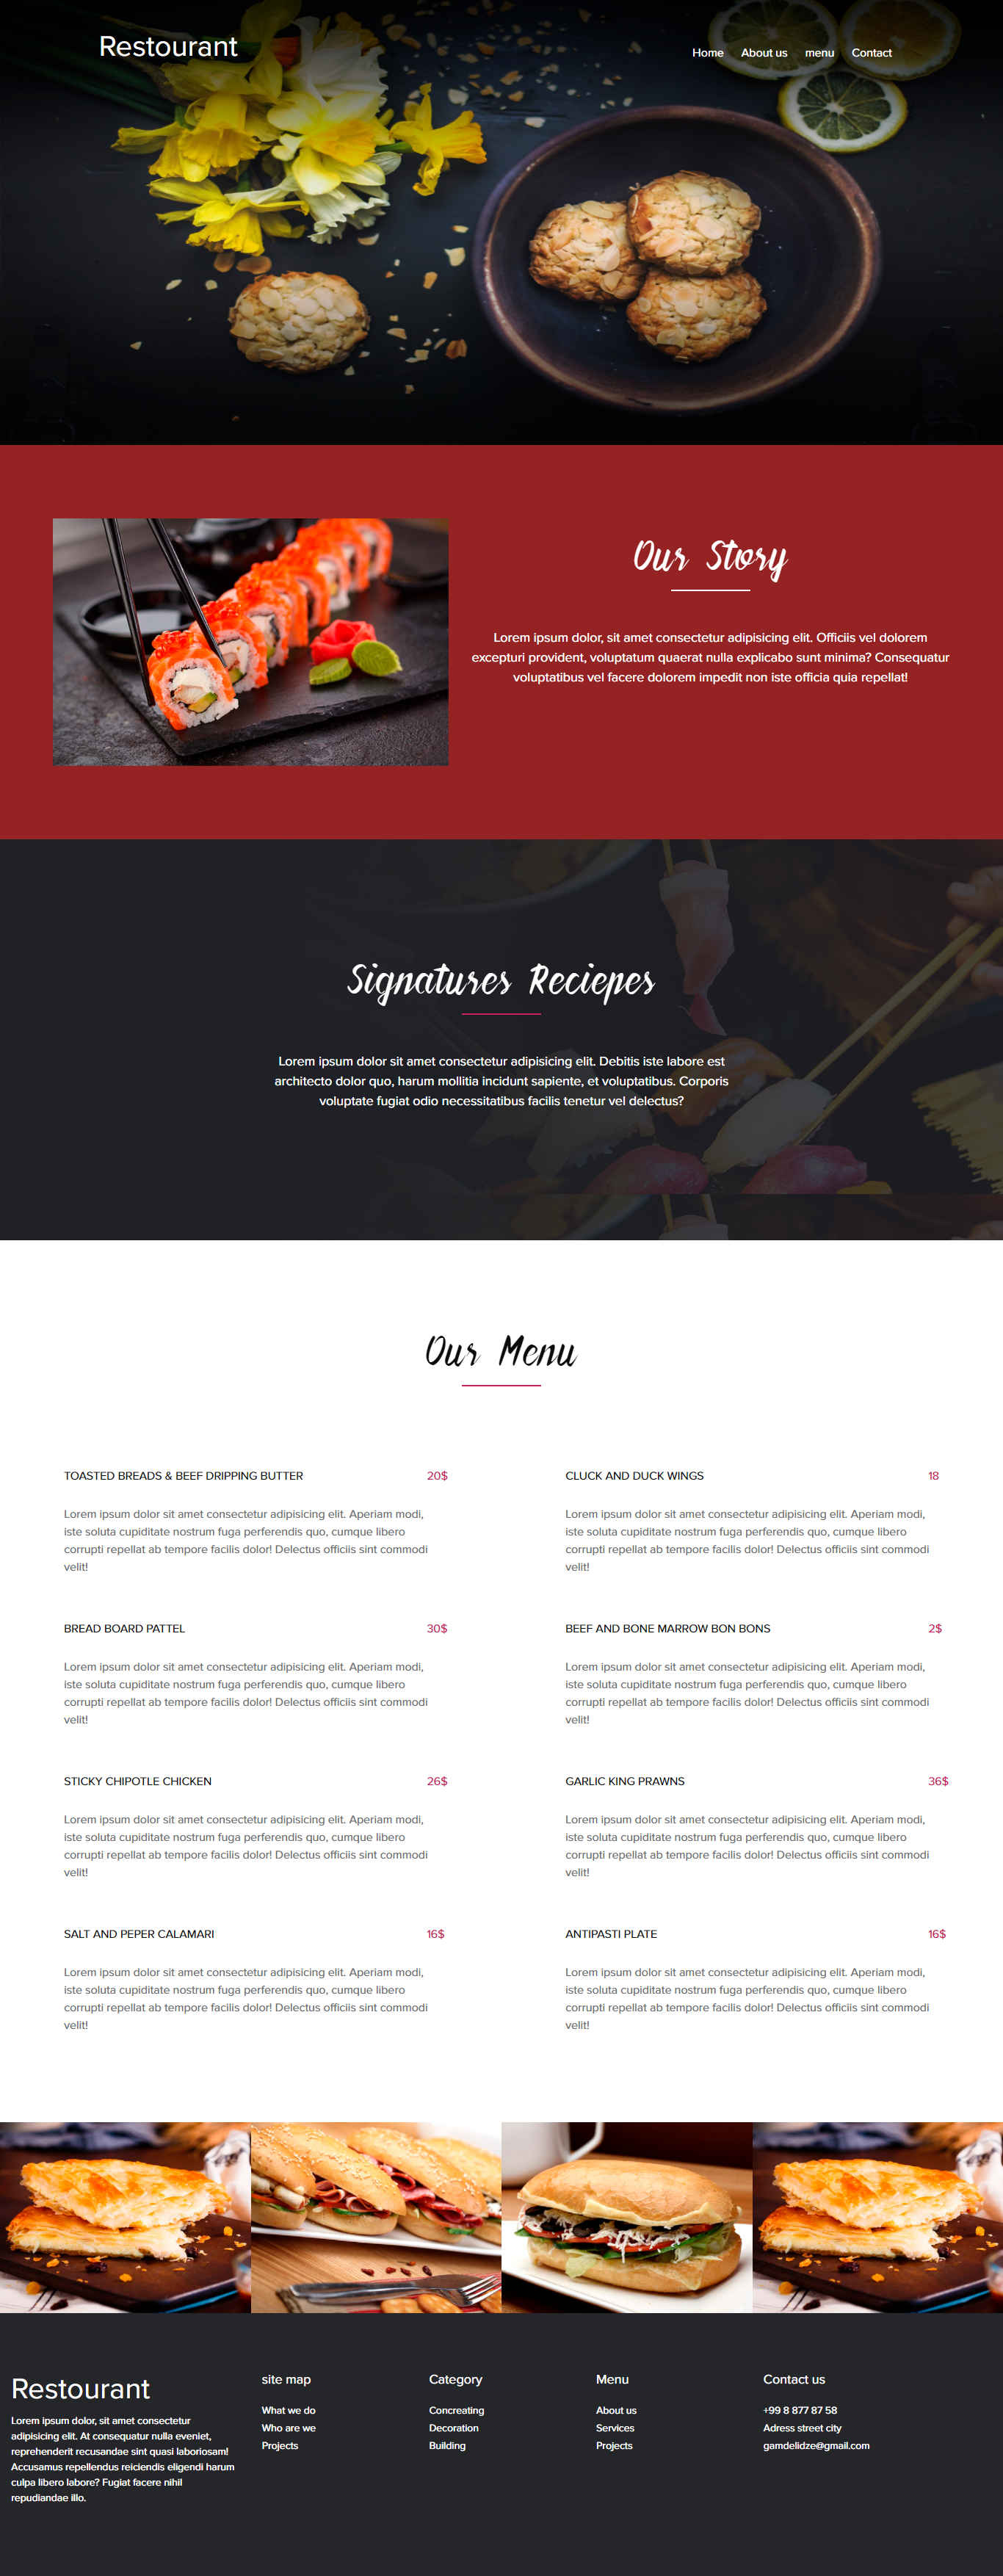 Restourant
Home About us menu Contact
Our Story
Lorem ipsum dolor, sit amet consectetur adipisicing elit. Officiis vel dolorem
excepturi provident, voluptatum quaerat nulla explicabo sunt minima? Consequatur
voluptatibus vel facere dolorem impedit non iste officia quia repellat!
Signatures Reciepes
Lorem ipsum dolor sit amet consectetur adipisicing elit. Debitis iste labore est
architecto dolor quo, harum mollitia incidunt sapiente, et voluptatibus. Corporis
voluptate fugiat odio necessitatibus facilis tenetur vel delectus?
Our Menu
TOASTED BREADS & BEEF DRIPPING BUTTER 20$
Lorem ipsum dolor sit amet consectetur adipisicing elit. Aperiam modi,
iste soluta cupiditate nostrum fuga perferendis quo, cumque libero
corrupti repellat ab tempore facilis dolor! Delectus officiis sint commodi
velit!
CLUCK AND DUCK WINGS 18
Lorem ipsum dolor sit amet consectetur adipisicing elit. Aperiam modi,
iste soluta cupiditate nostrum fuga perferendis quo, cumque libero
corrupti repellat ab tempore facilis dolor! Delectus officiis sint commodi
velit!
BREAD BOARD PATTEL 30$
Lorem ipsum dolor sit amet consectetur adipisicing elit. Aperiam modi,
iste soluta cupiditate nostrum fuga perferendis quo, cumque libero
corrupti repellat ab tempore facilis dolor! Delectus officiis sint commodi
velit!
BEEF AND BONE MARROW BON BONS 2$
Lorem ipsum dolor sit amet consectetur adipisicing elit. Aperiam modi,
iste soluta cupiditate nostrum fuga perferendis quo, cumque libero
corrupti repellat ab tempore facilis dolor! Delectus officiis sint commodi
velit!
STICKY CHIPOTLE CHICKEN 26$
Lorem ipsum dolor sit amet consectetur adipisicing elit. Aperiam modi,
iste soluta cupiditate nostrum fuga perferendis quo, cumque libero
corrupti repellat ab tempore facilis dolor! Delectus officiis sint commodi
velit!
GARLIC KING PRAWNS 36$
Lorem ipsum dolor sit amet consectetur adipisicing elit. Aperiam modi,
iste soluta cupiditate nostrum fuga perferendis quo, cumque libero
corrupti repellat ab tempore facilis dolor! Delectus officiis sint commodi
velit!
SALT AND PEPER CALAMARI 16$
Lorem ipsum dolor sit amet consectetur adipisicing elit. Aperiam modi,
iste soluta cupiditate nostrum fuga perferendis quo, cumque libero
corrupti repellat ab tempore facilis dolor! Delectus officiis sint commodi
velit!
ANTIPASTI PLATE 16$
Lorem ipsum dolor sit amet consectetur adipisicing elit. Aperiam modi,
iste soluta cupiditate nostrum fuga perferendis quo, cumque libero
corrupti repellat ab tempore facilis dolor! Delectus officiis sint commodi
velit!
Restourant
Lorem ipsum dolor, sit amet consectetur
adipisicing elit. At consequatur nulla eveniet,
reprehenderit recusandae sint quasi laboriosam!
Accusamus repellendus reiciendis eligendi harum
culpa libero labore? Fugiat facere nihil
repudiandae illo.
site map
What we do
Who are we
Projects
Category
Concreating
Decoration
Building
Menu
About us
Services
Projects
Contact us
+99 8 877 87 58
Adress street city
gamdelidze@gmail.com